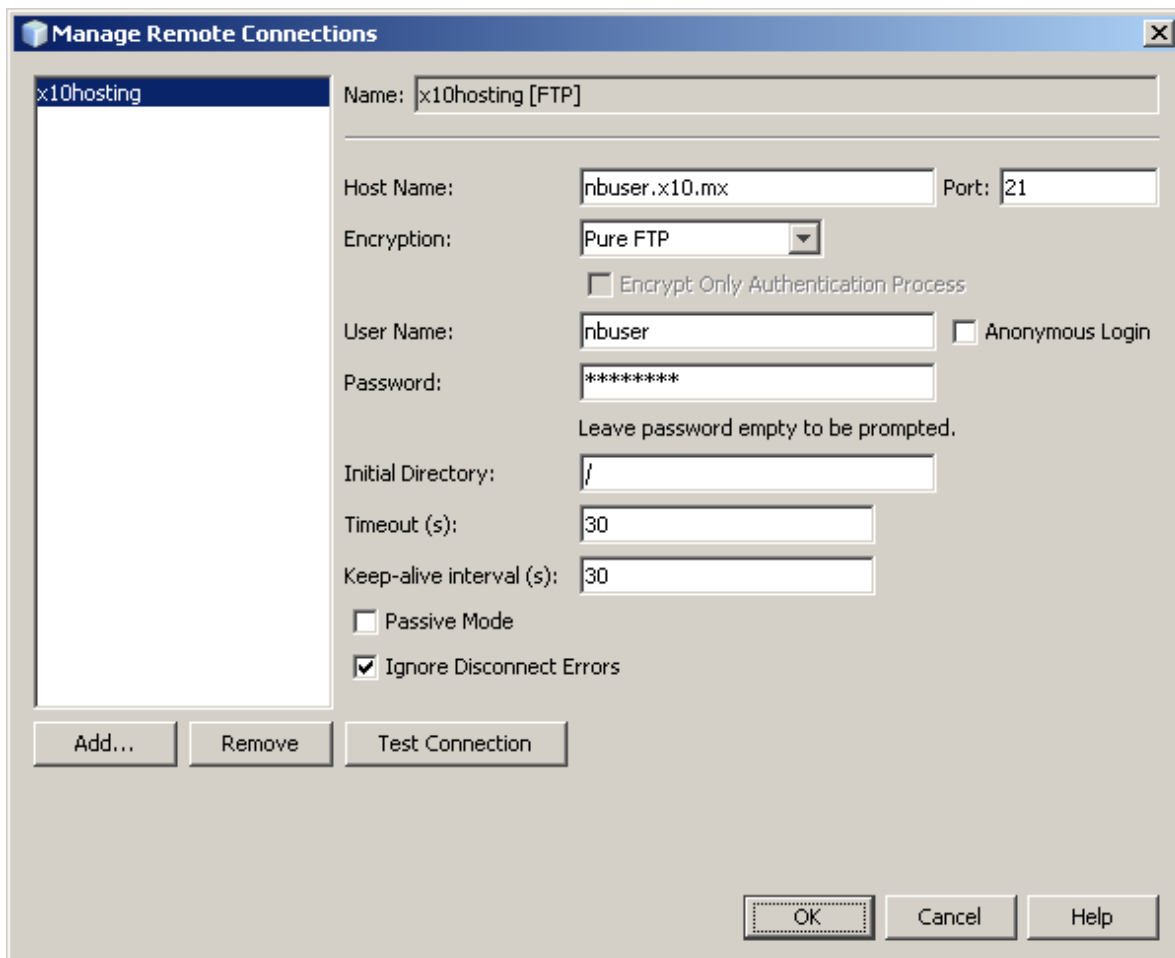 Manage Remote Connections
x10hosting
Name: x10hosting [FTP]
Host Name: nbuser.x10.mx Port: 21
Encryption: Pure FTP
Encrypt Only Authentication Process
User Name: nbuser Anonymous Login
Password: ********
Leave password empty to be prompted.
Initial Directory: /
Timeout (s): 30
Keep-alive interval (s): 30
Passive Mode
Ignore Disconnect Errors
Add... Remove Test Connection
OK Cancel Help